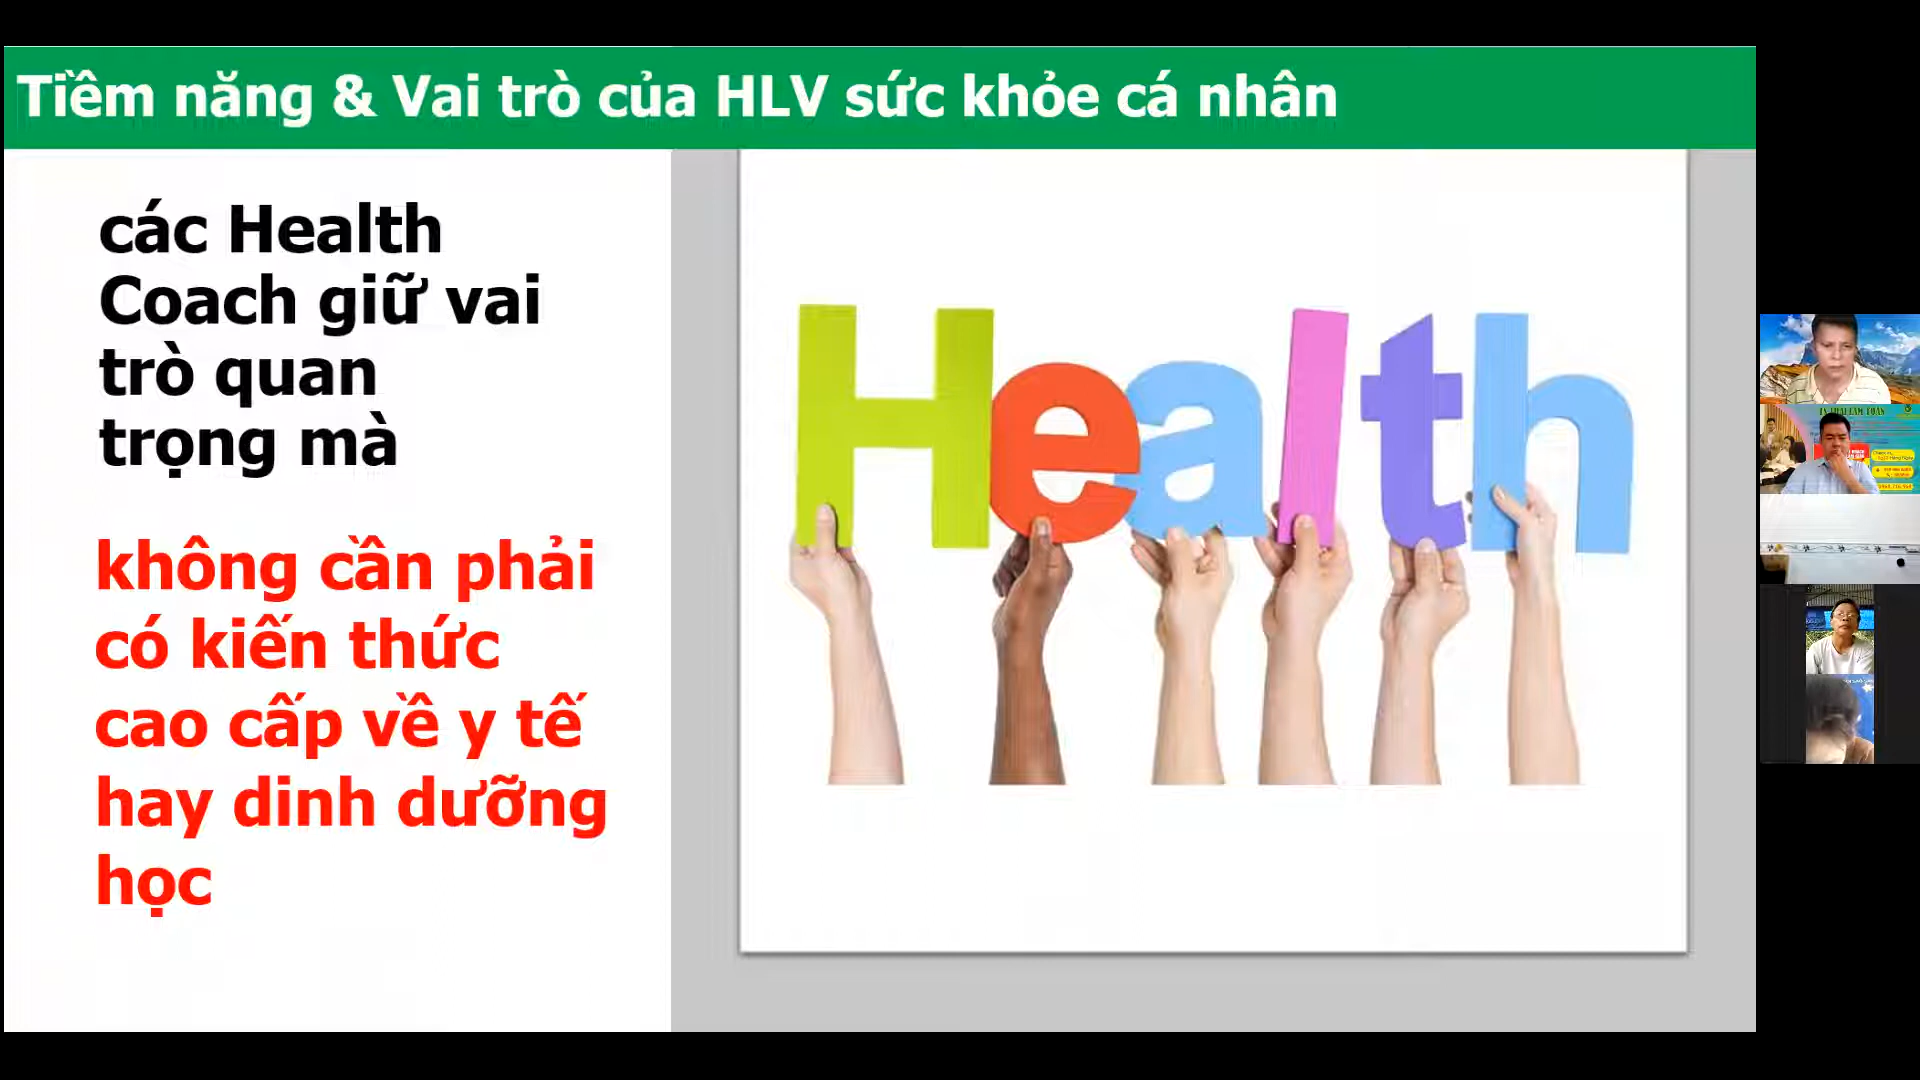 Tiềm năng & Vai trò của HLV sức khỏe cá nhân
các Health
Coach giữ vai
trò quan
trọng mà
không cần phải
có kiến thức
cao cấp về y tế
hay dinh dưỡng
học
Health